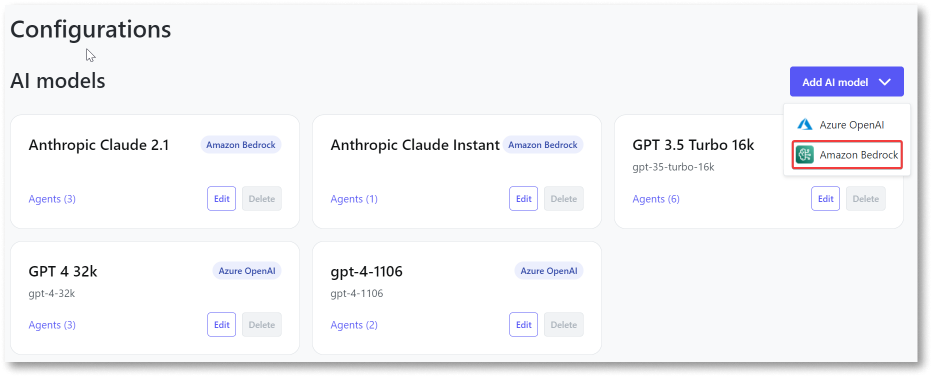 Configurations
AI models
Add AI model
Azure OpenAI
Amazon Bedrock
Anthropic Claude 2.1
Amazon Bedrock
Agents (3)
Edit
Delete
Anthropic Claude Instant
Amazon Bedrock
Agents (1)
Edit
Delete
GPT 3.5 Turbo 16k
gpt-35-turbo-16k
Agents (6)
Edit
Delete
GPT 4 32k
Azure OpenAI
gpt-4-32k
Agents (3)
Edit
Delete
gpt-4-1106
Azure OpenAI
gpt-4-1106
Agents (2)
Edit
Delete